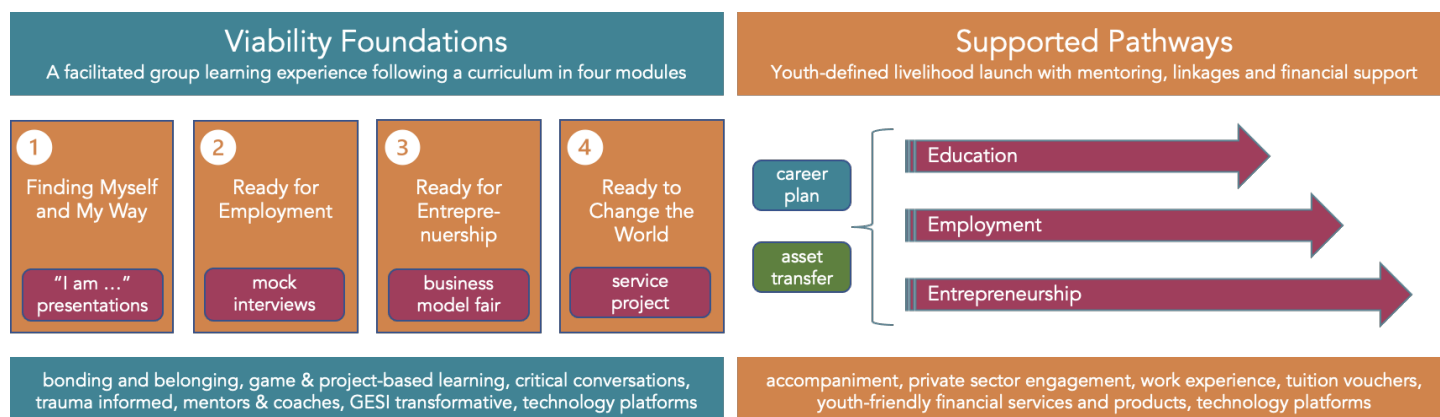 Viability Foundations
A facilitated group learning experience following a curriculum in four modules
1
Finding Myself
and My Way
"I am ..."
presentations
2
Ready for
Employment
mock
interviews
3
Ready for
Entrepre-
nuership
business
model fair
4
Ready to
Change the
World
service
project
bonding and belonging, game & project-based learning, critical conversations,
trauma informed, mentors & coaches, GESI transformative, technology platforms
Supported Pathways
Youth-defined livelihood launch with mentoring, linkages and financial support
career
plan
asset
transfer
Education
Employment
Entrepreneurship
accompaniment, private sector engagement, work experience, tuition vouchers,
youth-friendly financial services and products, technology platforms